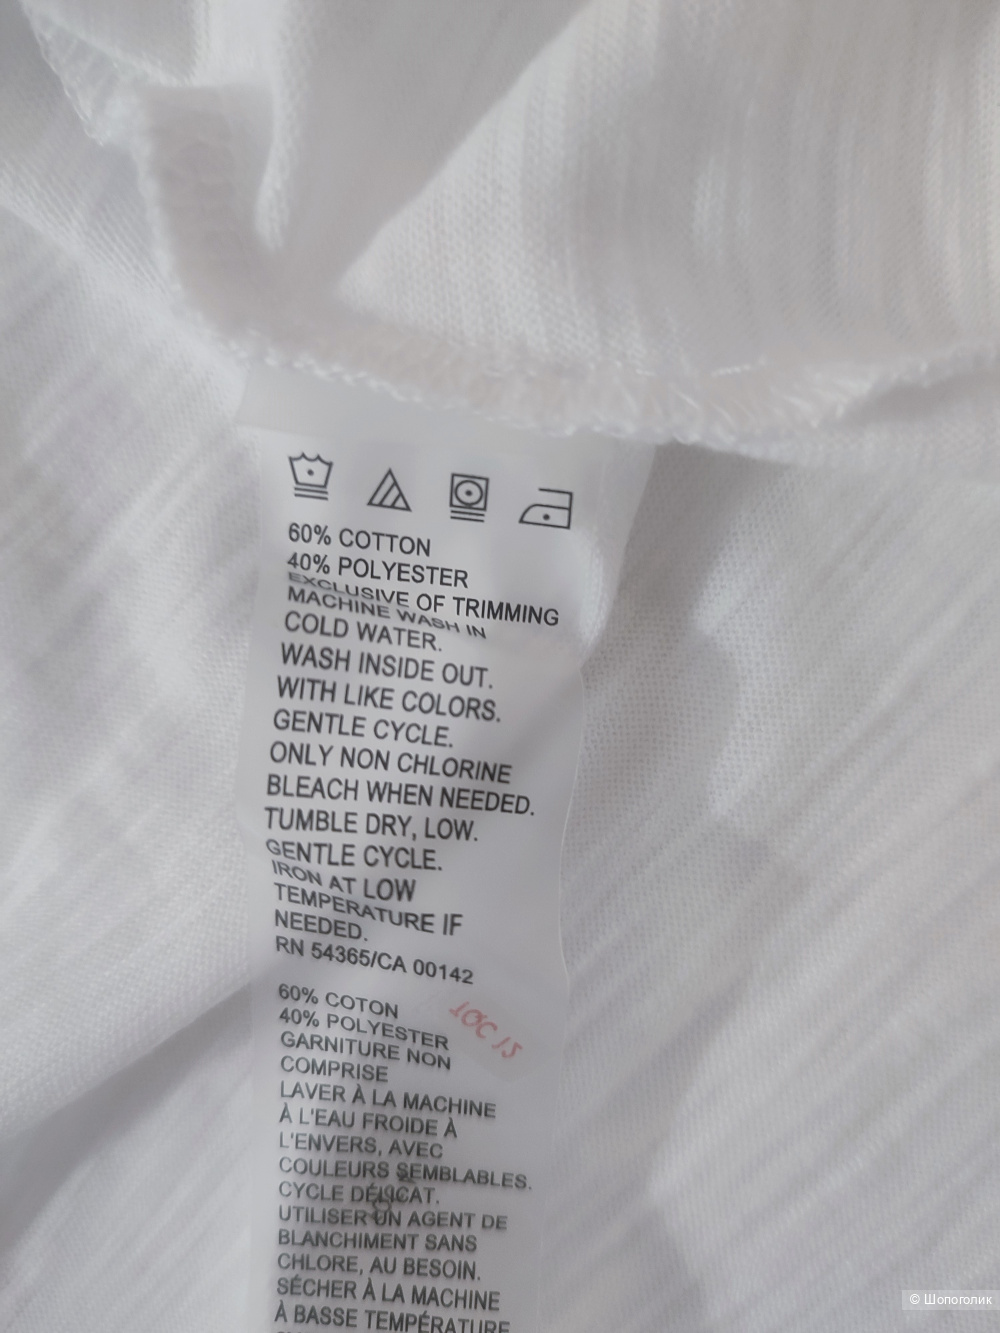 60% COTTON
40% POLYESTER
EXCLUSIVE OF TRIMMING
MACHINE WASH IN
COLD WATER.
WASH INSIDE OUT.
WITH LIKE COLORS.
GENTLE CYCLE.
ONLY NON CHLORINE
BLEACH WHEN NEEDED.
TUMBLE DRY, LOW.
GENTLE CYCLE.
IRON AT LOW
TEMPERATURE IF
NEEDED.
RN 54365/CA 00142
60% COTON
40% POLYESTER
GARNITURE NON
COMPRISE
LAVER À LA MACHINE
À L'EAU FROIDE À
L'ENVERS, AVEC
COULEURS SEMBLABLES.
CYCLE DÉLICAT.
UTILISER UN AGENT DE
BLANCHIMENT SANS
CHLORE, AU BESOIN.
SÉCHER À LA MACHINE
À BASSE TEMPÉRATURE
© Шопоголик